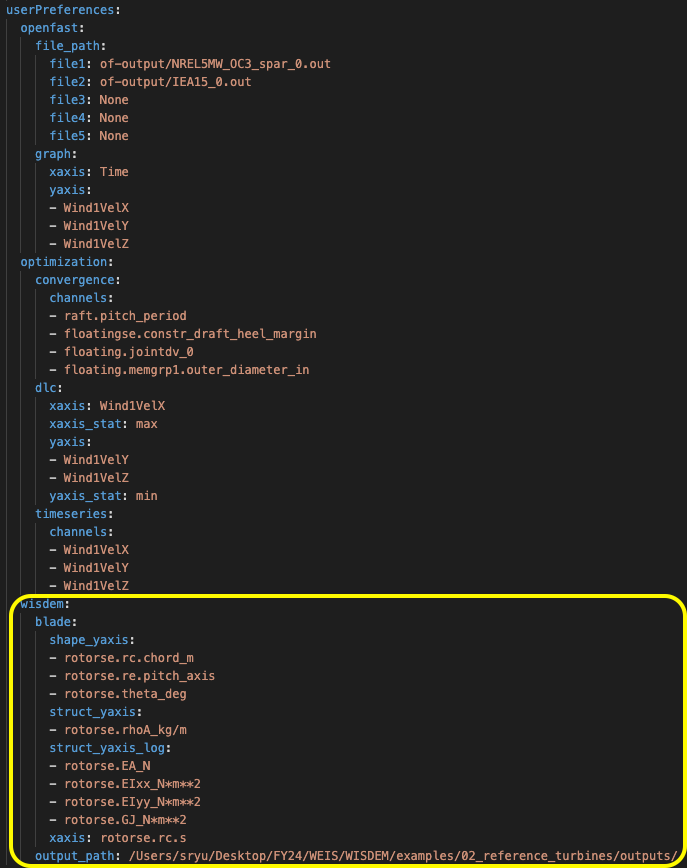 userPreferences:
  openfast:
    file_path:
      file1: of-output/NREL5MW_OC3_spar_0.out
      file2: of-output/IEA15_0.out
      file3: None
      file4: None
      file5: None
    graph:
      xaxis: Time
      yaxis:
      - Wind1VelX
      - Wind1VelY
      - Wind1VelZ
  optimization:
    convergence:
      channels:
      - raft.pitch_period
      - floatingse.constr_draft_heel_margin
      - floating.jointdv_0
      - floating.memgrp1.outer_diameter_in
    dlc:
      xaxis: Wind1VelX
      xaxis_stat: max
      yaxis:
      - Wind1VelY
      - Wind1VelZ
      yaxis_stat: min
    timeseries:
      channels:
      - Wind1VelX
      - Wind1VelY
      - Wind1VelZ
  wisdem:
    blade:
      shape_yaxis:
      - rotorse.rc.chord_m
      - rotorse.re.pitch_axis
      - rotorse.theta_deg
      struct_yaxis:
      - rotorse.rhoA_kg/m
      struct_yaxis_log:
      - rotorse.EA_N
      - rotorse.EIxx_N*m**2
      - rotorse.EIyy_N*m**2
      - rotorse.GJ_N*m**2
      xaxis: rotorse.rc.s
    output_path: /Users/sryu/Desktop/FY24/WEIS/WISDEM/examples/02_reference_turbines/outputs/